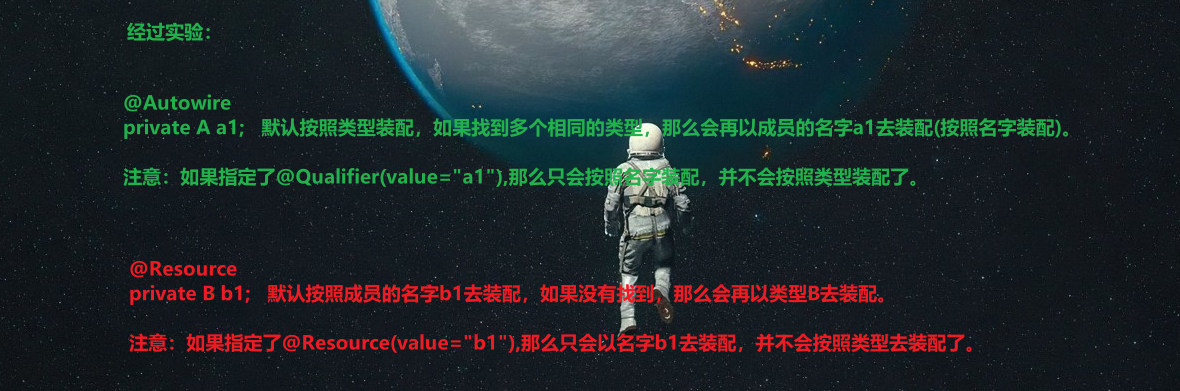 经过实验：
@Autowire
private A a1； 默认按照类型装配，如果找到多个相同的类型，那么会再以成员的名字a1去装配(按照名字装配)。
注意：如果指定了@Qualifier(value="a1"),那么只会按照名字装配，并不会按照类型装配了。
@Resource
private B b1； 默认按照成员的名字b1去装配，如果没有找到，那么会再以类型B去装配。
注意：如果指定了@Resource(value="b1"),那么只会以名字b1去装配，并不会按照类型去装配了。